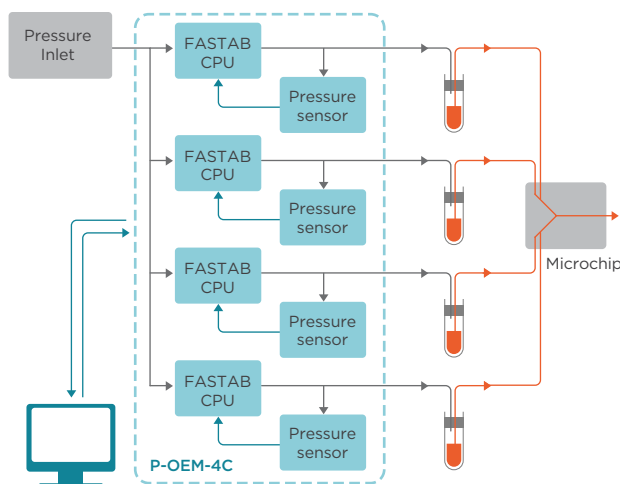 Pressure
Inlet
FASTAB
CPU
Pressure
sensor
FASTAB
CPU
Pressure
sensor
Microchip
FASTAB
CPU
Pressure
sensor
FASTAB
CPU
Pressure
sensor
P-OEM-4C